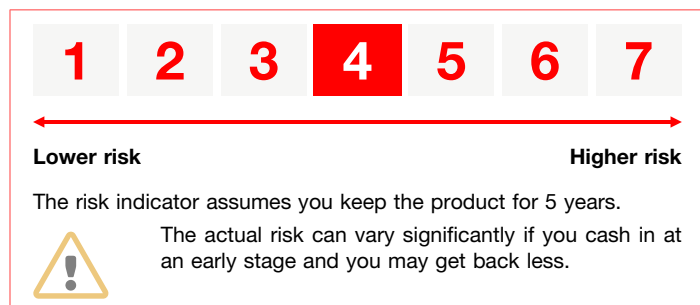 1 2 3 4 5 6 7
Lower risk Higher risk
The risk indicator assumes you keep the product for 5 years.
The actual risk can vary significantly if you cash in at
an early stage and you may get back less.